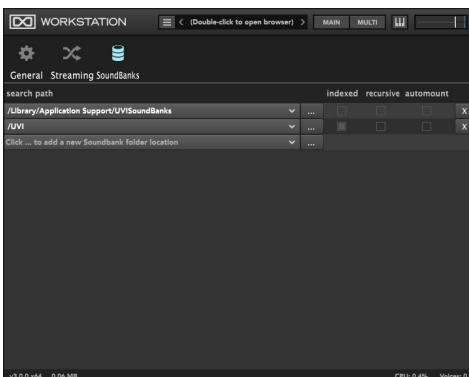 WORKSTATION
< (Double-click to open browser) >
MAIN MULTI
General Streaming SoundBanks
search path indexed recursive automount
/Library/Application Support/UVISoundBanks ... X
/UVI ... X
Click ... to add a new Soundbank folder location ...
v3.0.0 x64 0.06 MB CPU: 0.4% Voices: 0